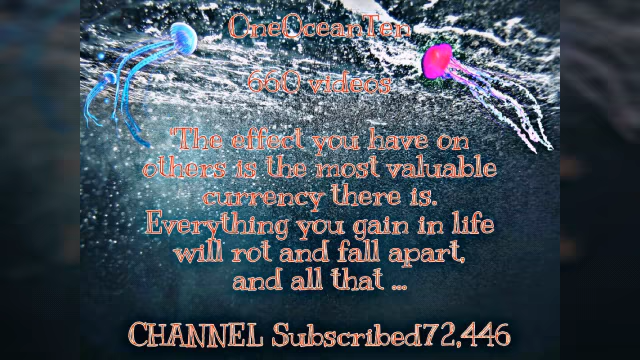 OneOceanTen
660 videos
"The effect you have on
others is the most valuable
currency there is.
Everything you gain in life
will rot and fall apart,
and all that ...
CHANNEL Subscribed72,446